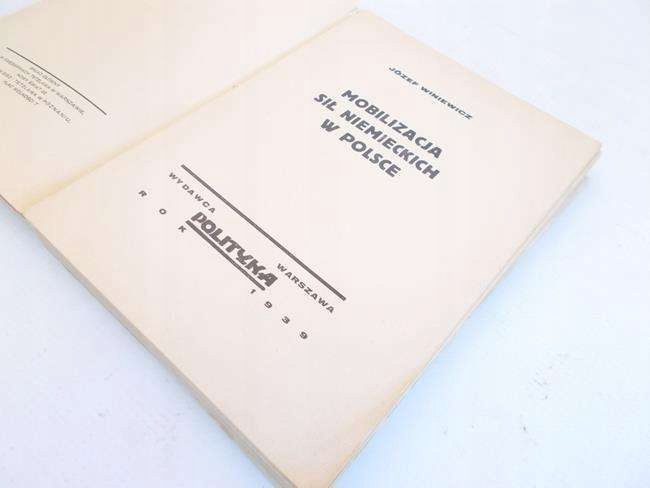 JÓZEF WINIEWICZ
MOBILIZACJA
SIŁ NIEMIECKICH
W POLSCE
WYDAWCA POLITYKA WARSZAWA
ROK 1939